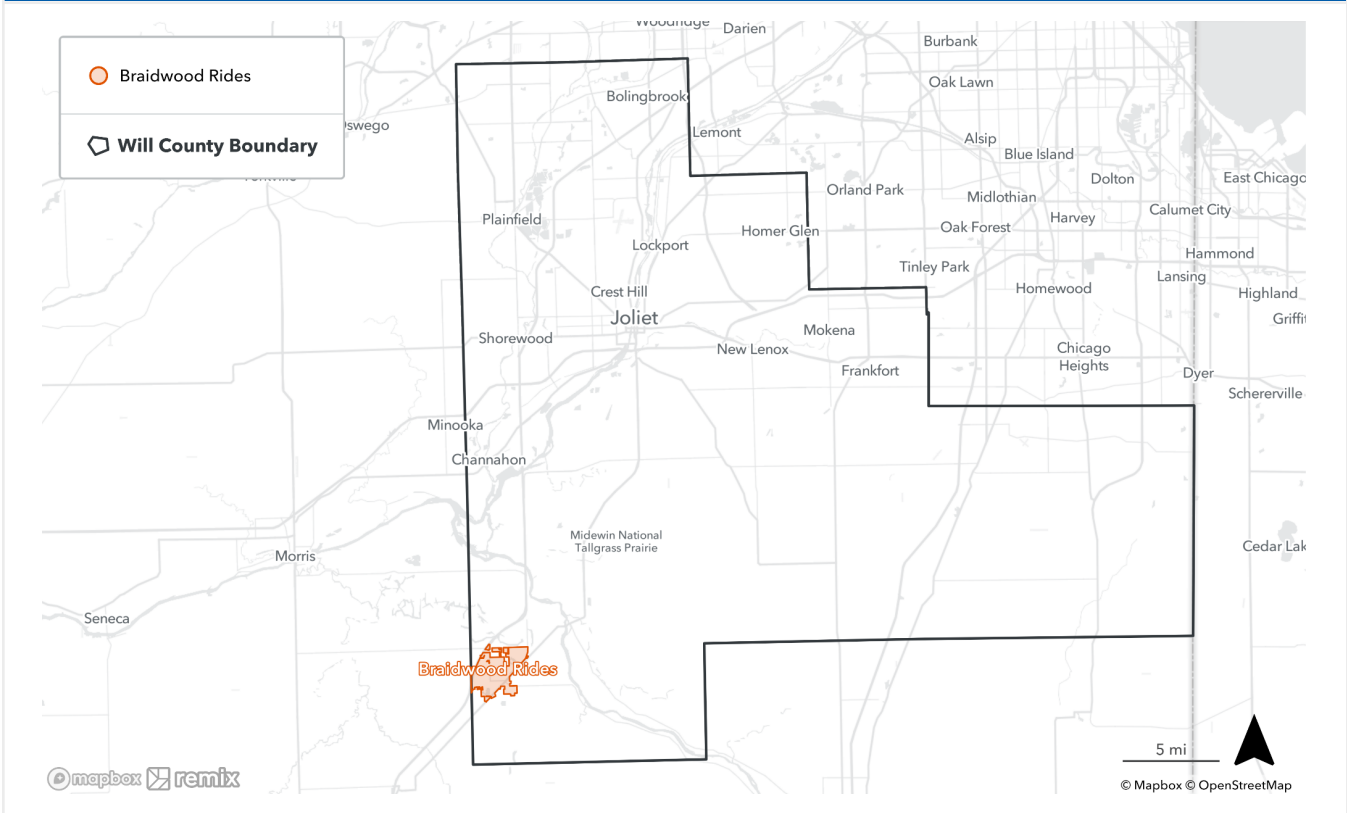 Woodridge
Darien
Burbank
Braidwood Rides
Oak Lawn
Bolingbrook
Oswego
Lemont
Alsip
Will County Boundary
Blue Island
Dolton
East Chicago
Orland Park
Midlothian
Calumet City
Plainfield
Harvey
Homer Glen
Oak Forest
Lockport
Hammond
Tinley Park
Lansing
Crest Hill
Homewood
Highland
Joliet
Griffit
Mokena
Shorewood
New Lenox
Chicago
Heights
Frankfort
Dyer
Schererville
Minooka
Channahon
Midewin National
Tallgrass Prairie
Cedar Lak
Morris
Seneca
Braidwood Rides
5 mi
mapbox remix
© Mapbox © OpenStreetMap